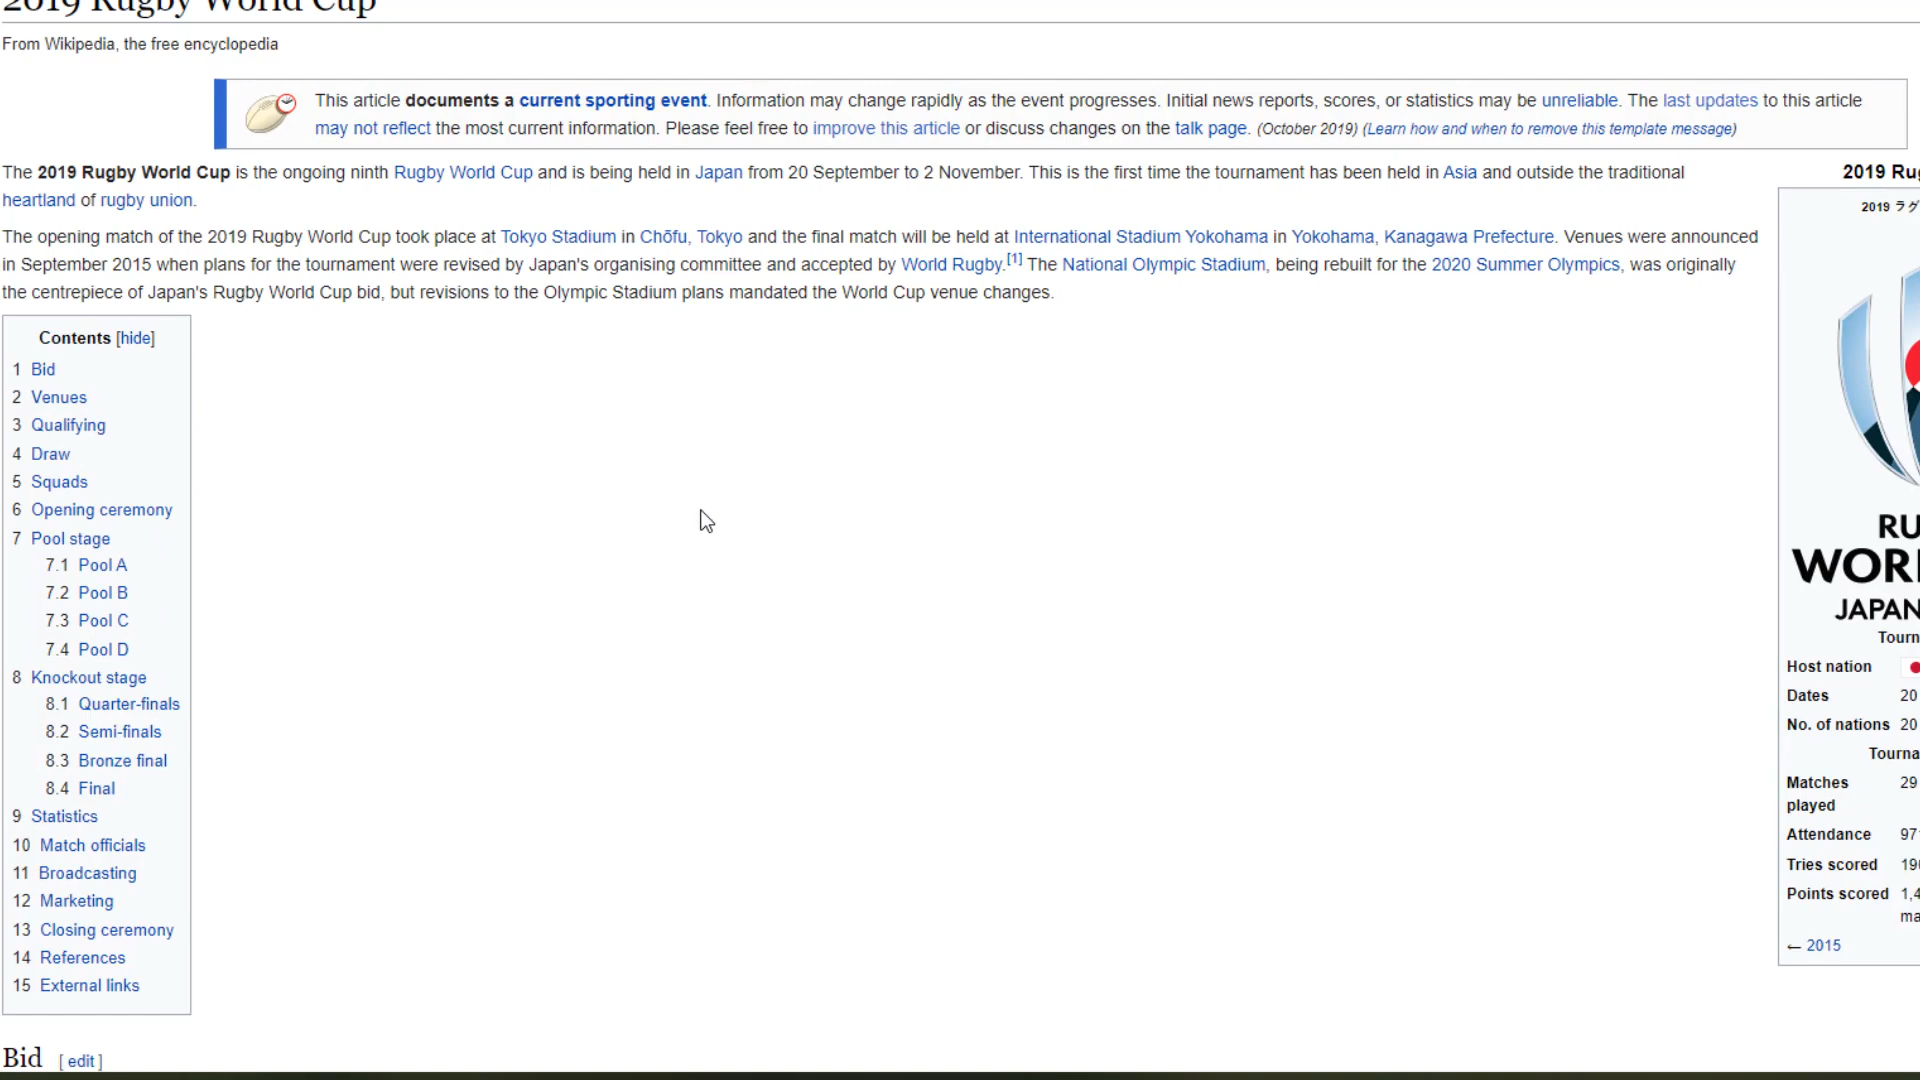 2019 Rugby World Cup
From Wikipedia, the free encyclopedia
This article documents a current sporting event. Information may change rapidly as the event progresses. Initial news reports, scores, or statistics may be unreliable. The last updates to this article
may not reflect the most current information. Please feel free to improve this article or discuss changes on the talk page. (October 2019) (Learn how and when to remove this template message)
The 2019 Rugby World Cup is the ongoing ninth Rugby World Cup and is being held in Japan from 20 September to 2 November. This is the first time the tournament has been held in Asia and outside the traditional
heartland of rugby union.
The opening match of the 2019 Rugby World Cup took place at Tokyo Stadium in Chōfu, Tokyo and the final match will be held at International Stadium Yokohama in Yokohama, Kanagawa Prefecture. Venues were announced
in September 2015 when plans for the tournament were revised by Japan's organising committee and accepted by World Rugby.[1] The National Olympic Stadium, being rebuilt for the 2020 Summer Olympics, was originally
the centrepiece of Japan's Rugby World Cup bid, but revisions to the Olympic Stadium plans mandated the World Cup venue changes.
Contents [hide]
1 Bid
2 Venues
3 Qualifying
4 Draw
5 Squads
6 Opening ceremony
7 Pool stage
7.1 Pool A
7.2 Pool B
7.3 Pool C
7.4 Pool D
8 Knockout stage
8.1 Quarter-finals
8.2 Semi-finals
8.3 Bronze final
8.4 Final
9 Statistics
10 Match officials
11 Broadcasting
12 Marketing
13 Closing ceremony
14 References
15 External links
Bid [ edit ]
2019 Rug
2019 ラグ
RU
WOR
JAPAN
Tourn
Host nation
Dates 20
No. of nations 20
Tourna
Matches 29
played
Attendance 97
Tries scored 19
Points scored 1,4
ma
← 2015